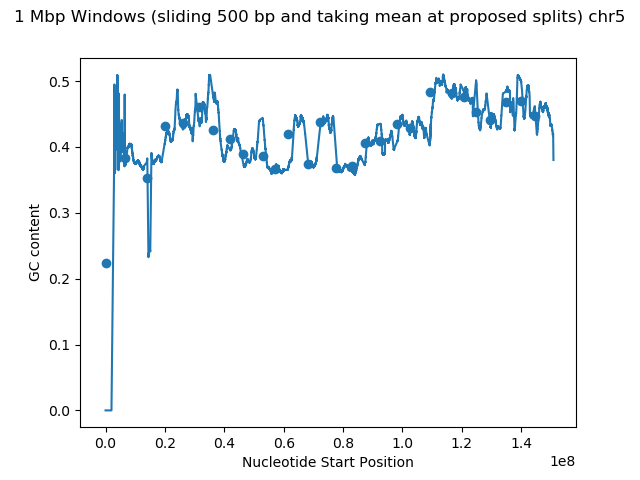 1 Mbp Windows (sliding 500 bp and taking mean at proposed splits) chr5
GC content
0.5
0.4
0.3
0.2
0.1
0.0
0.0 0.2 0.4 0.6 0.8 1.0 1.2 1.4
1e8
Nucleotide Start Position